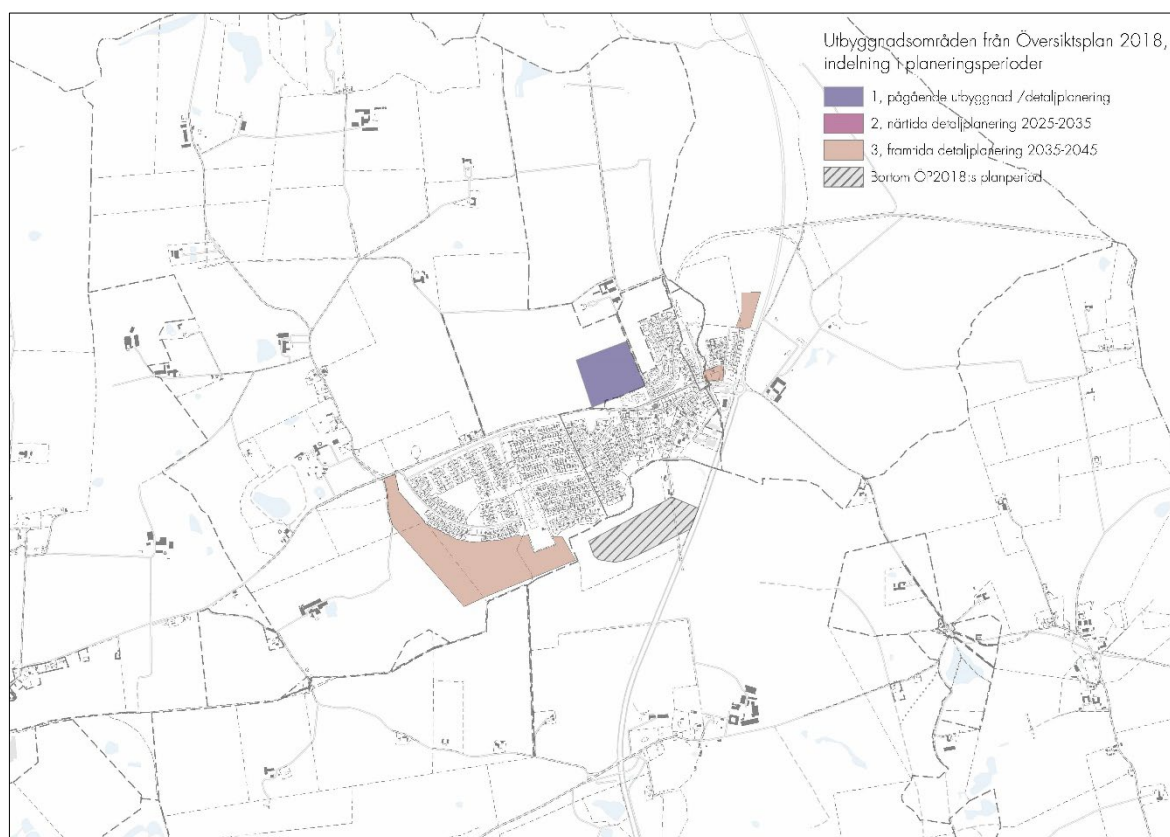 Utbyggnadsområden från Översiktsplan 2018,
indelning i planeringsperioder
1, pågående utbyggnad /detaljplanering
2, närtida detaljplanering 2025-2035
3, framtida detaljplanering 2035-2045
Bortom ÖP2018:s planperiod